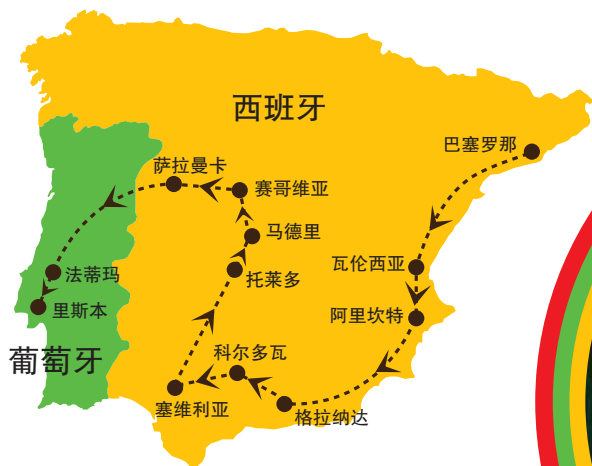 西班牙
巴塞罗那
萨拉曼卡
赛哥维亚
马德里
瓦伦西亚
法蒂玛
托莱多
里斯本
阿里坎特
葡萄牙
科尔多瓦
塞维利亚
格拉纳达